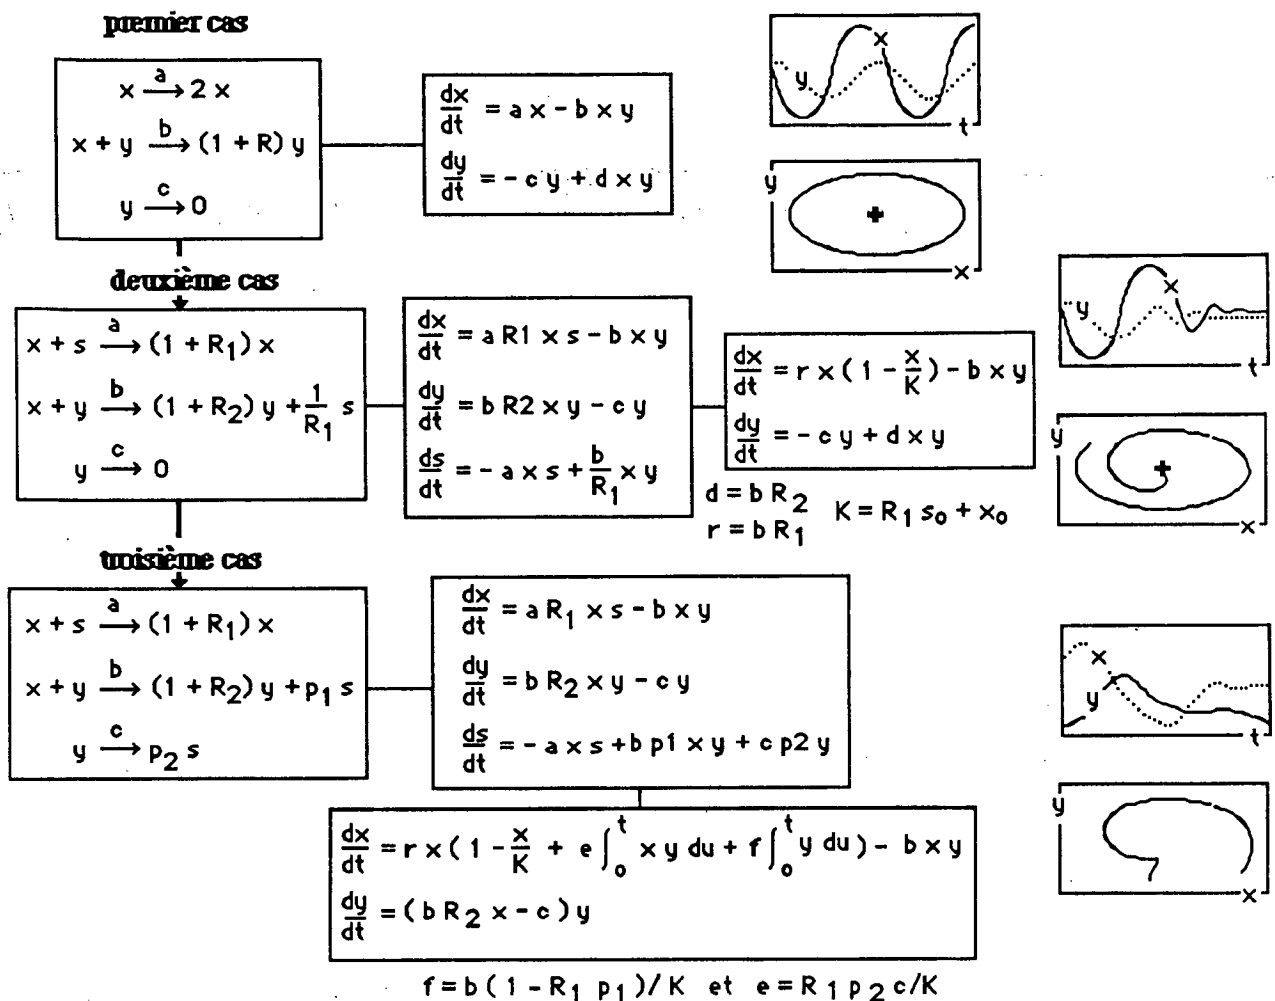 premier cas
x —a→ 2 x
x + y —b→ (1 + R) y
y —c→ 0
dx/dt = a x - b x y
dy/dt = - c y + d x y
x
y
t
y
x
deuxième cas
x + s —a→ (1 + R₁) x
x + y —b→ (1 + R₂) y + 1/R₁ s
y —c→ 0
dx/dt = a R1 x s - b x y
dy/dt = b R2 x y - c y
ds/dt = - a x s + b/R₁ x y
dx/dt = r x ( 1 - x/K ) - b x y
dy/dt = - c y + d x y
d = b R₂
r = b R₁
K = R₁ s₀ + x₀
x
y
t
y
x
troisième cas
x + s —a→ (1 + R₁) x
x + y —b→ (1 + R₂) y + p₁ s
y —c→ p₂ s
dx/dt = a R₁ x s - b x y
dy/dt = b R₂ x y - c y
ds/dt = - a x s + b p1 x y + c p2 y
dx/dt = r x ( 1 - x/K + e ∫₀ᵗ x y du + f ∫₀ᵗ y du ) - b x y
dy/dt = ( b R₂ x - c ) y
f = b ( 1 - R₁ p₁ ) / K et e = R₁ p₂ c/K
x
y
t
y
x